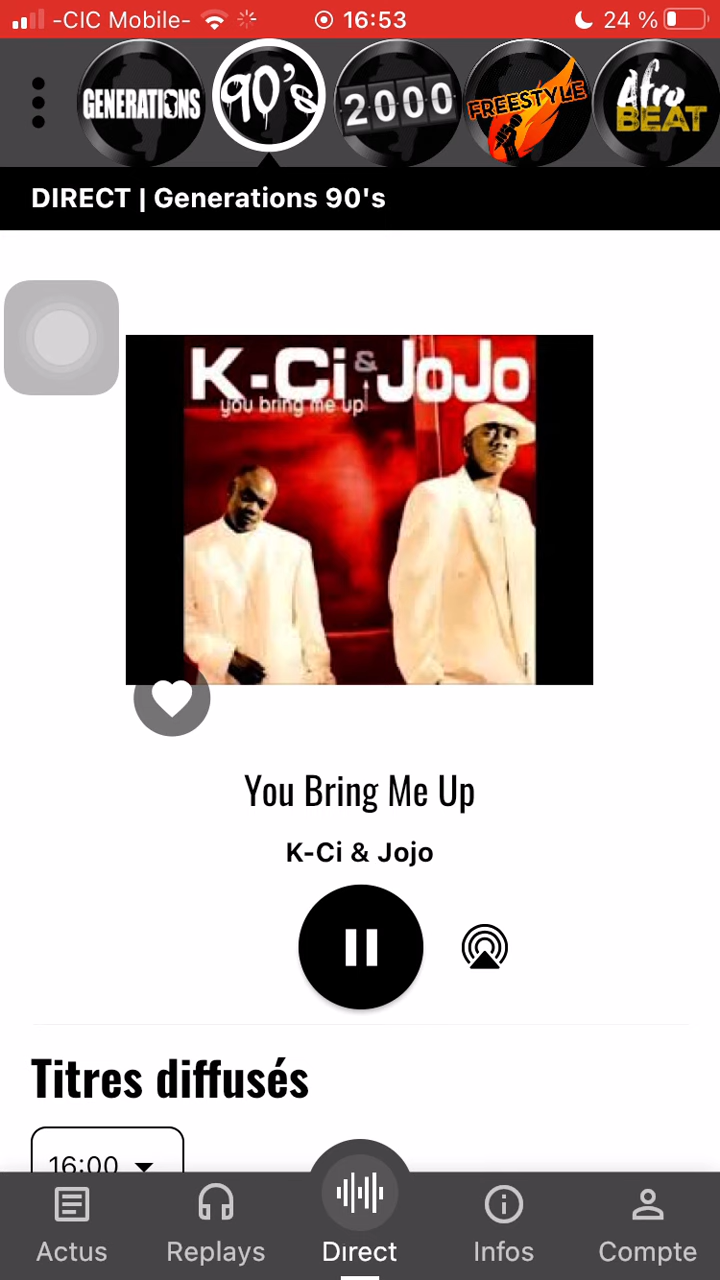 -CIC Mobile- 16:53 24 %
GENERATIONS 90's 2000 FREESTYLE Afro BEAT
DIRECT | Generations 90's
K-Ci & JoJo
you bring me up
You Bring Me Up
K-Ci & Jojo
Titres diffusés
16:00
Actus Replays Direct Infos Compte